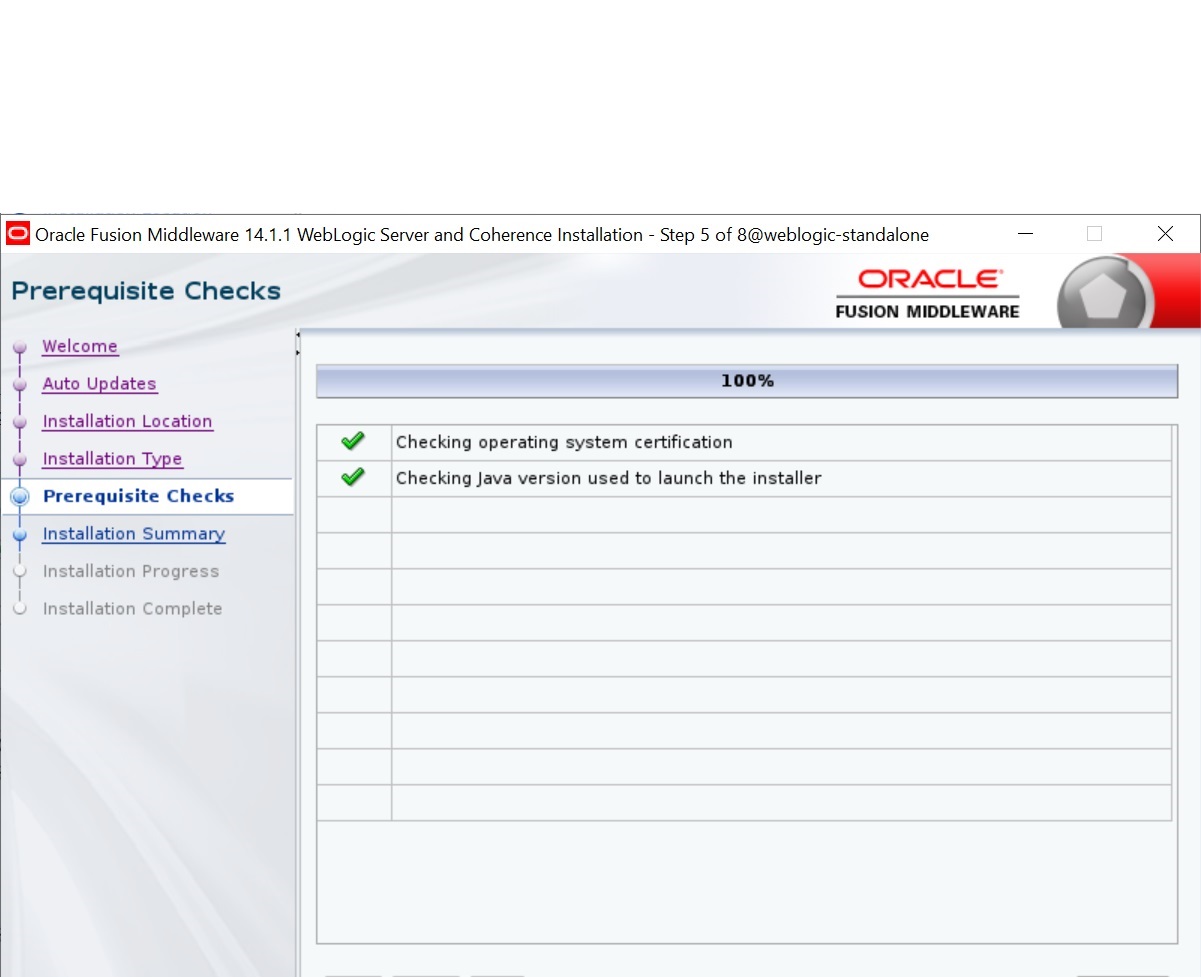 Oracle Fusion Middleware 14.1.1 WebLogic Server and Coherence Installation - Step 5 of 8@weblogic-standalone
Prerequisite Checks
ORACLE
FUSION MIDDLEWARE
Welcome
Auto Updates
Installation Location
Installation Type
Prerequisite Checks
Installation Summary
Installation Progress
Installation Complete
100%
Checking operating system certification
Checking Java version used to launch the installer